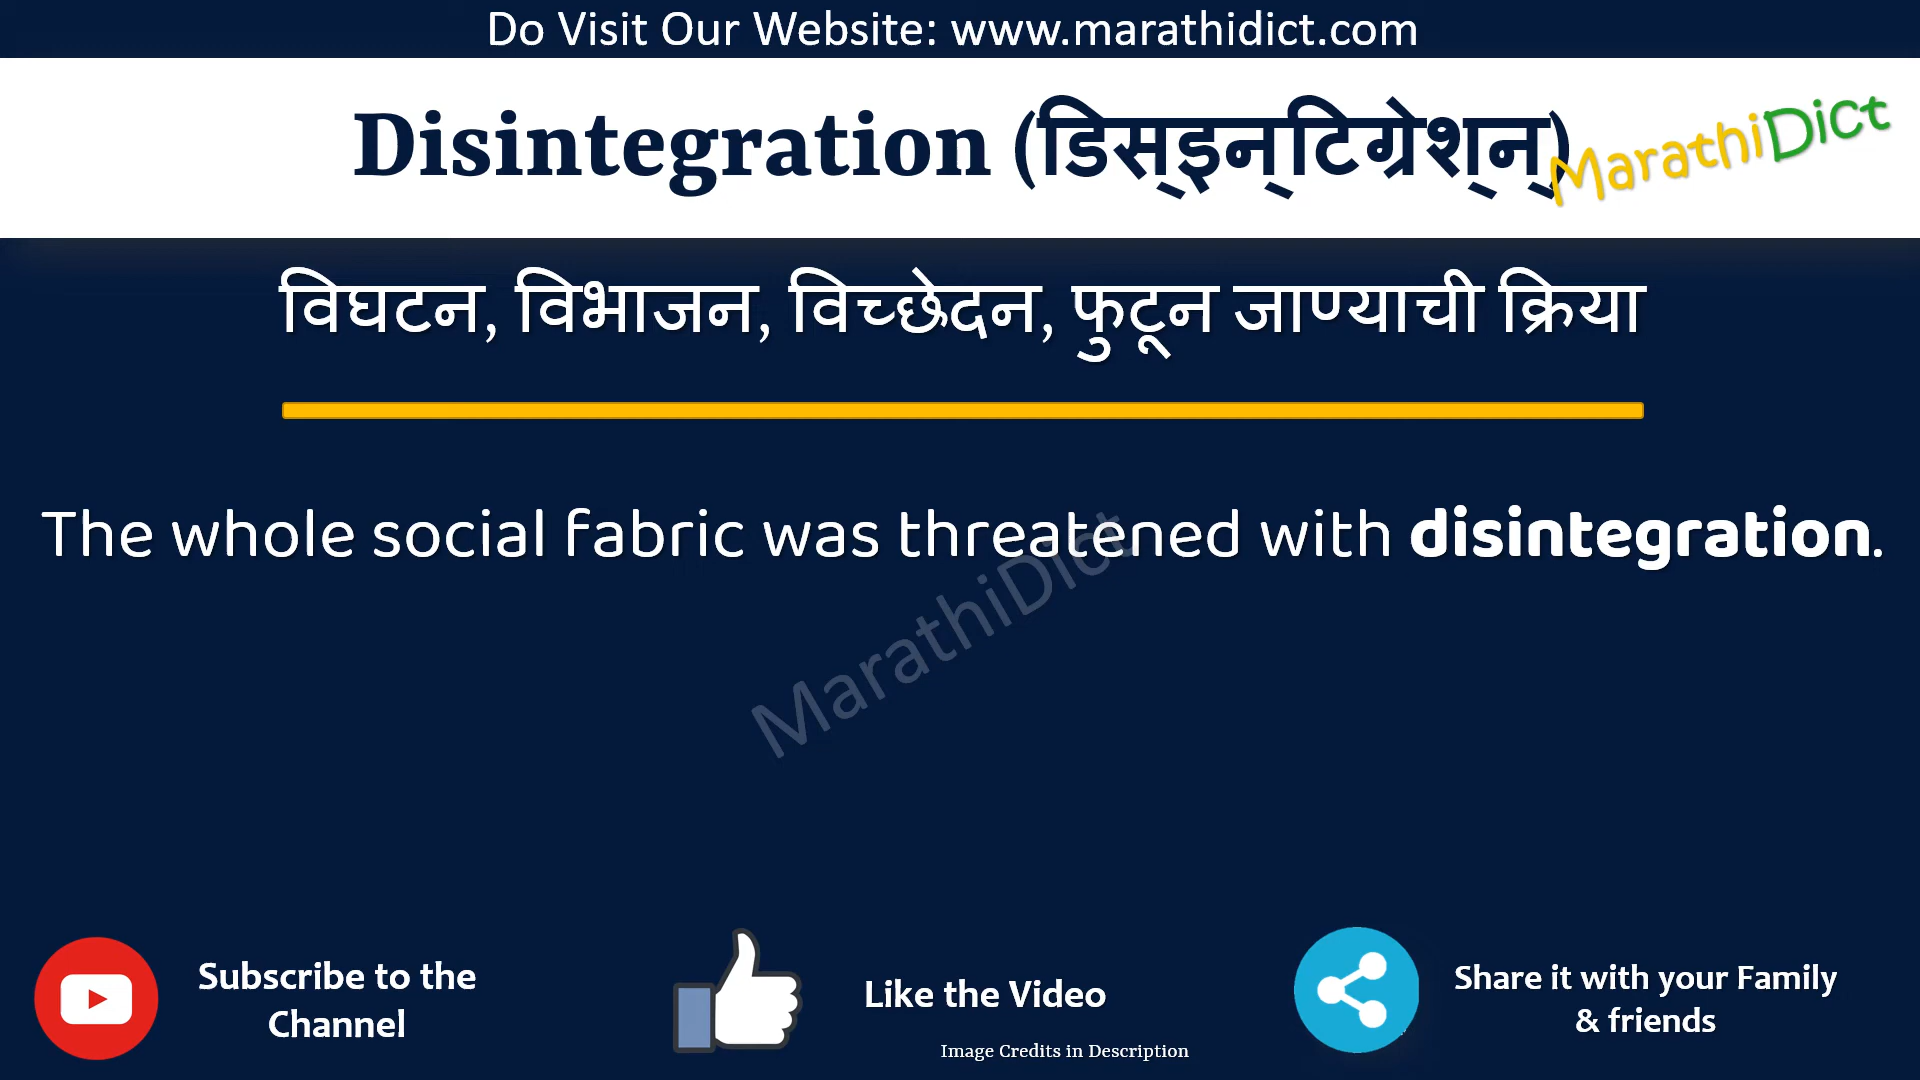 Do Visit Our Website: www.marathidict.com
Disintegration (डिस्इन्टिग्रेश्न्)
MarathiDict
विघटन, विभाजन, विच्छेदन, फुटून जाण्याची क्रिया
The whole social fabric was threatened with disintegration.
MarathiDict
Subscribe to the
Channel
Like the Video
Share it with your Family
& friends
Image Credits in Description